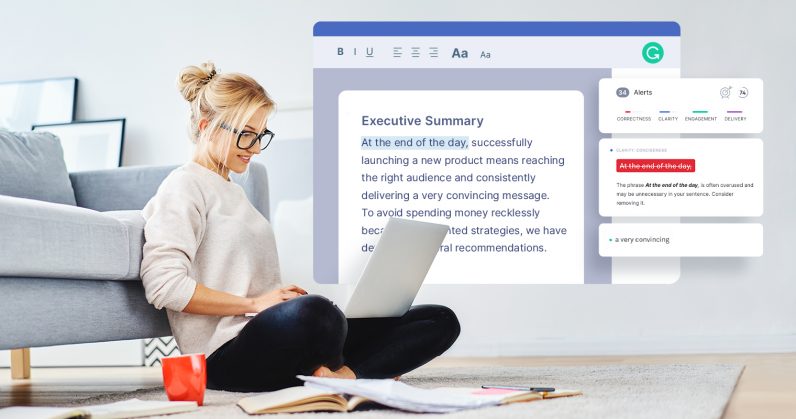 B I U Aa Aa
G
Executive Summary
At the end of the day, successfully
launching a new product means reaching
the right audience and consistently
delivering a very convincing message.
To avoid spending money recklessly
we have
recommendations.
34 Alerts 74
CORRECTNESS CLARITY ENGAGEMENT DELIVERY
CLARITY: CONCISENESS
At the end of the day,
The phrase At the end of the day, is often overused and
may be unnecessary in your sentence. Consider
removing it.
a very convincing